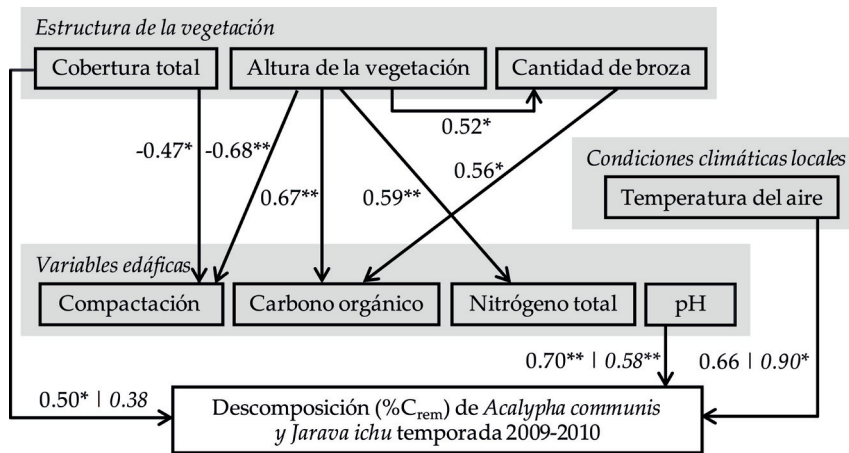 Estructura de la vegetación
Cobertura total
Altura de la vegetación
Cantidad de broza
0.52*
-0.47*
-0.68**
0.67**
0.59**
0.56*
Condiciones climáticas locales
Temperatura del aire
Variables edáficas
Compactación
Carbono orgánico
Nitrógeno total
pH
0.70** | 0.58**
0.66 | 0.90*
0.50* | 0.38
Descomposición (%Crem) de Acalypha communis
y Jarava ichu temporada 2009-2010